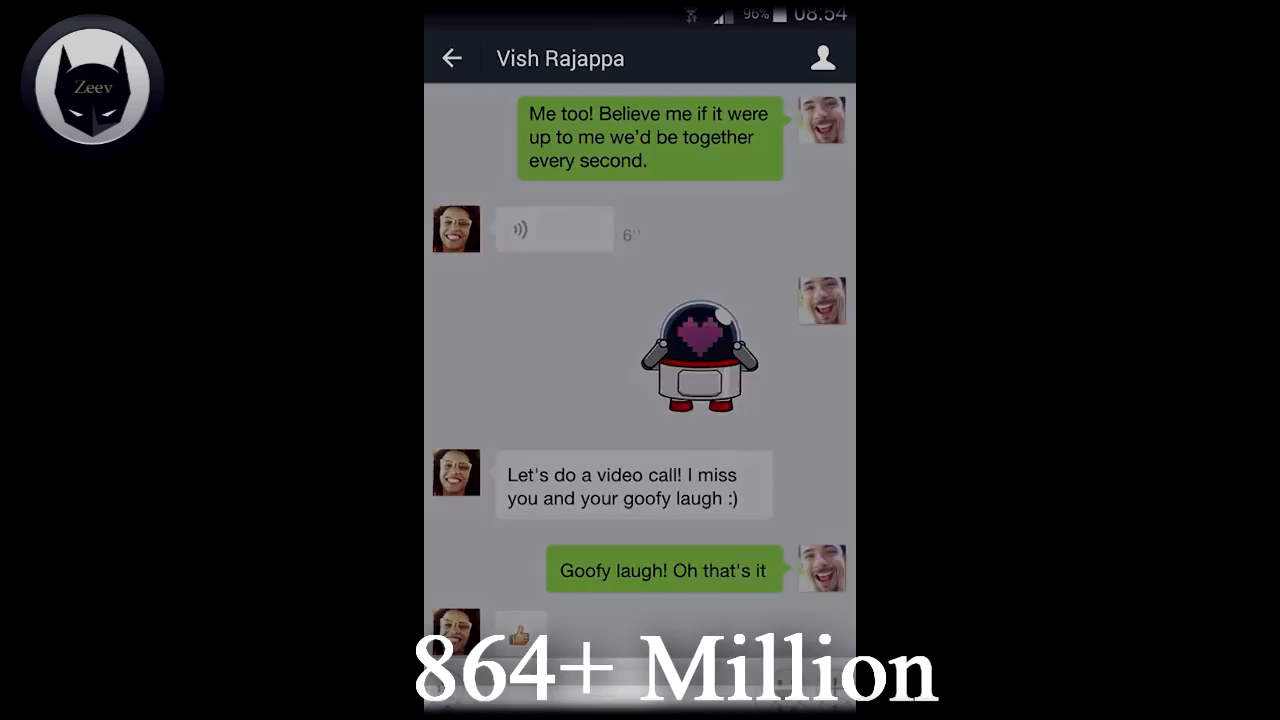 Zeev
96% 08:54
Vish Rajappa
Me too! Believe me if it were
up to me we'd be together
every second.
6''
Let's do a video call! I miss
you and your goofy laugh :)
Goofy laugh! Oh that's it
864+ Million